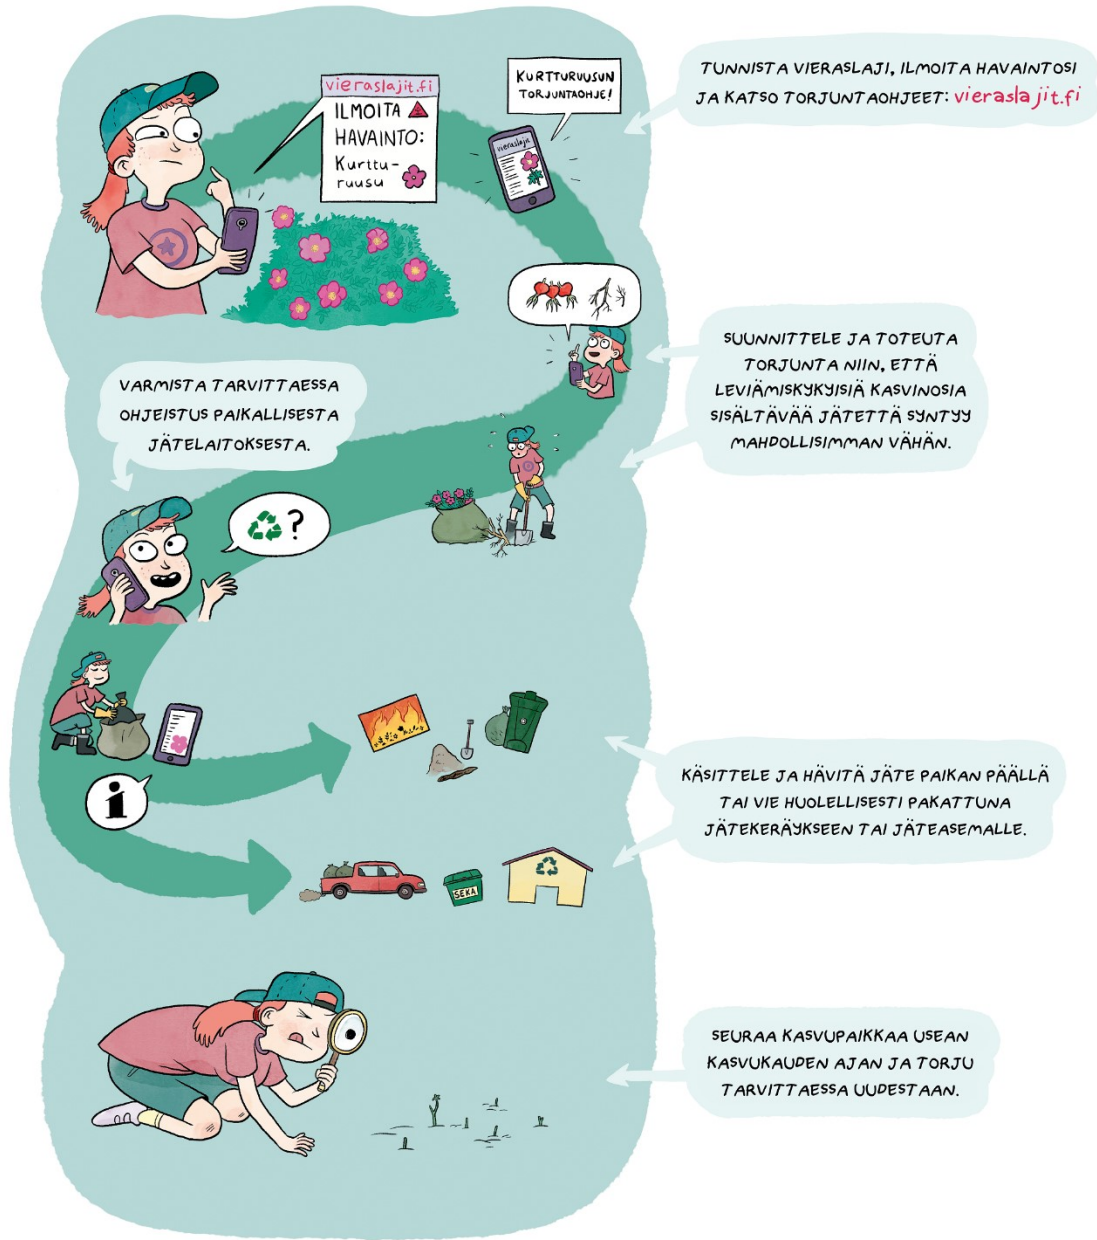 vieraslajit.fi
ILMOITA
HAVAINTO:
Kurttu-
ruusu
KURTTURUUSUN
TORJUNTAOHJE!
vieraslaji
TUNNISTA VIERASLAJI, ILMOITA HAVAINTOSI
JA KATSO TORJUNTAOHJEET: vieraslajit.fi
SUUNNITTELE JA TOTEUTA
TORJUNTA NIIN, ETTÄ
LEVIÄMISKYKYISIÄ KASVINOSIA
SISÄLTÄVÄÄ JÄTETTÄ SYNTYY
MAHDOLLISIMMAN VÄHÄN.
VARMISTA TARVITTAESSA
OHJEISTUS PAIKALLISESTA
JÄTELAITOKSESTA.
?
i
KÄSITTELE JA HÄVITÄ JÄTE PAIKAN PÄÄLLÄ
TAI VIE HUOLELLISESTI PAKATTUNA
JÄTEKERÄYKSEEN TAI JÄTEASEMALLE.
SEKA
SEURAA KASVUPAIKKAA USEAN
KASVUKAUDEN AJAN JA TORJU
TARVITTAESSA UUDESTAAN.